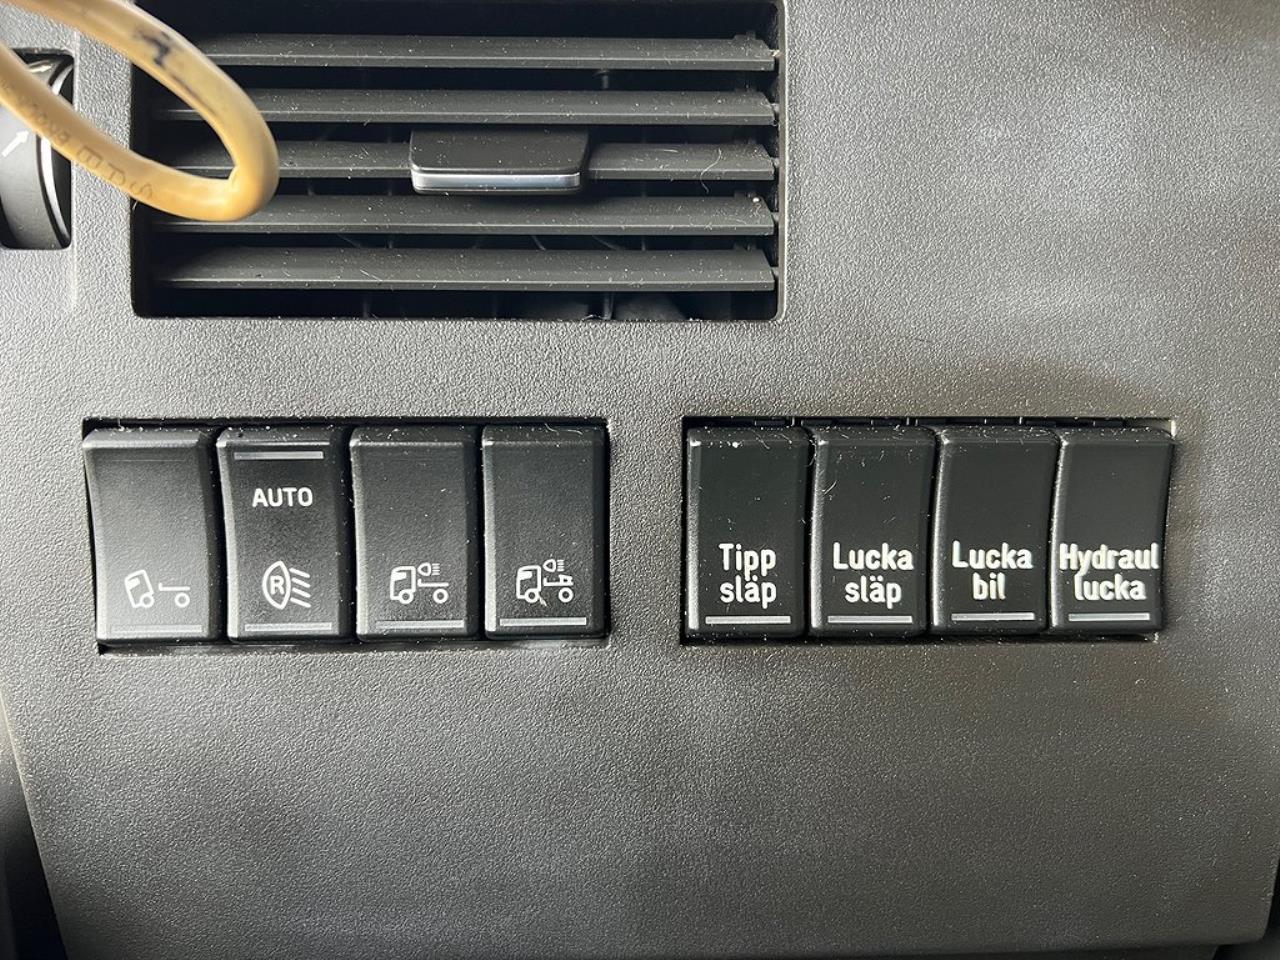 AUTO
R
Tipp
släp
Lucka
släp
Lucka
bil
Hydraul
lucka